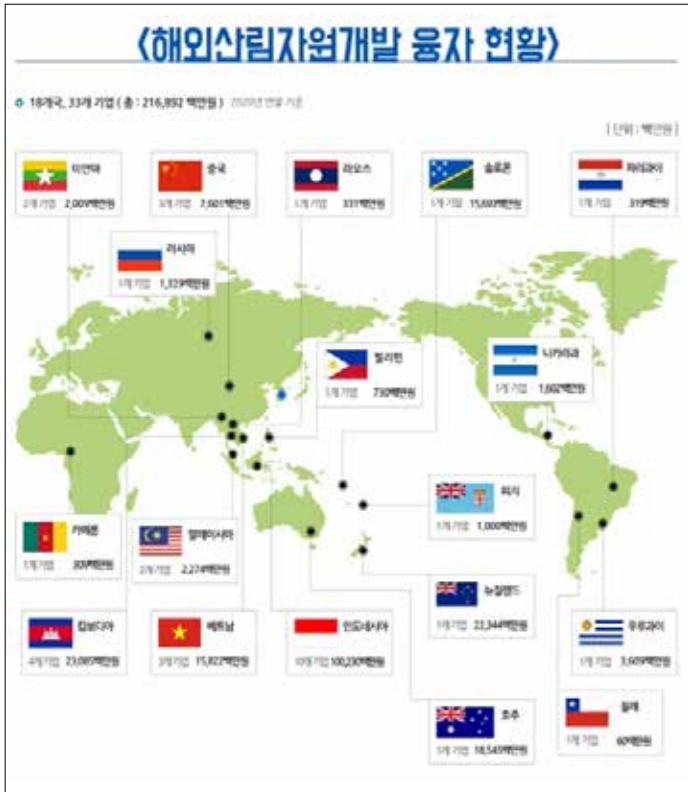 <해외산림자원개발 융자 현황>
18개국, 33개 기업 ( 총 : 216,892 백만원 ) 2020년 연말 기준
[ 단위 : 백만원 ]
미얀마
2개 기업 2,009백만원
중국
3개 기업 7,601백만원
라오스
1개 기업 331백만원
솔로몬
1개 기업 15,693백만원
파라과이
1개 기업 319백만원
러시아
1개 기업 1,329백만원
필리핀
1개 기업 730백만원
니카라과
1개 기업 1,602백만원
카메룬
1개 기업 309백만원
말레이시아
2개 기업 2,274백만원
피지
1개 기업 1,000백만원
뉴질랜드
1개 기업 22,344백만원
캄보디아
4개 기업 23,085백만원
베트남
3개 기업 15,822백만원
인도네시아
10개 기업 100,230백만원
우루과이
1개 기업 3,609백만원
호주
1개 기업 18,545백만원
칠레
1개 기업 60백만원